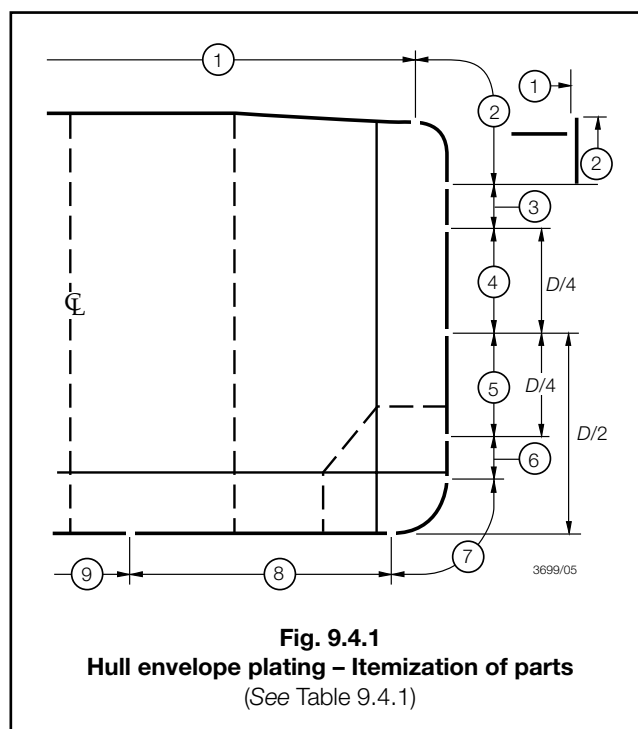 1
1
2
2
3
4
D/4
℄
5
D/4
D/2
6
7
9
8
3699/05
Fig. 9.4.1
Hull envelope plating – Itemization of parts
(See Table 9.4.1)